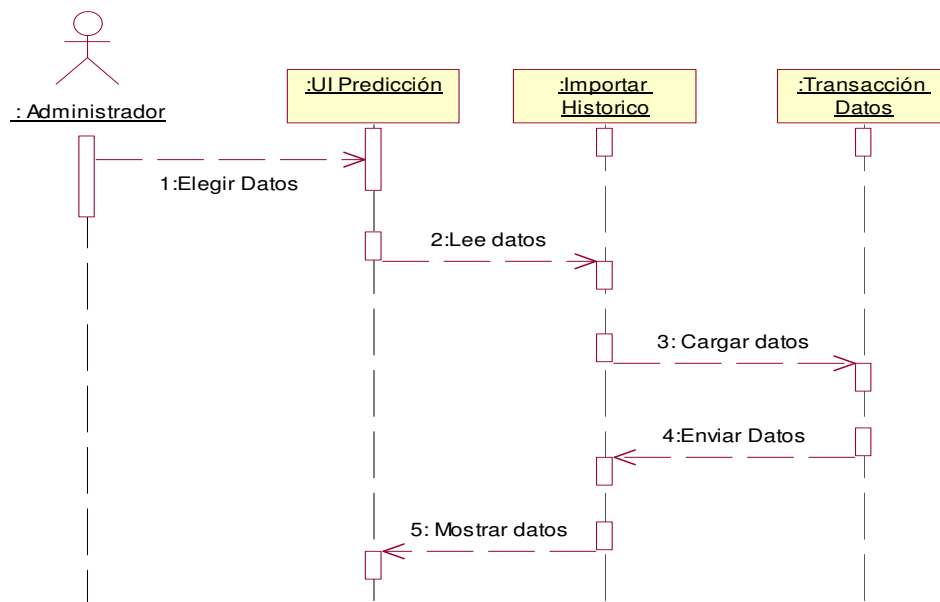 : Administrador
:UI Predicción
:Importar
Historico
:Transacción
Datos
1:Elegir Datos
2:Lee datos
3: Cargar datos
4:Enviar Datos
5: Mostrar datos